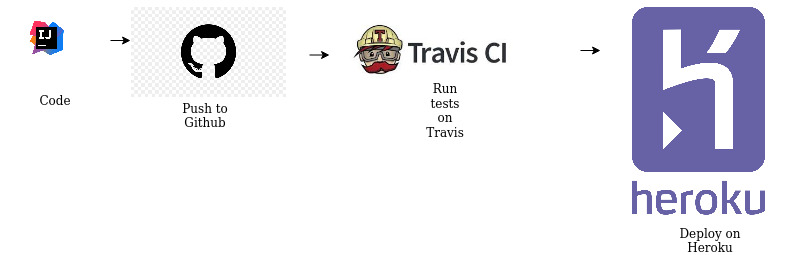 IJ
Code
Push to
Github
T
Travis CI
Run
tests
on
Travis
heroku
Deploy on
Heroku